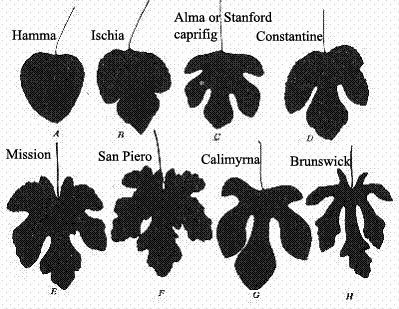 Hamma
Ischia
Alma or Stanford
caprifig
Constantine
A
B
C
D
Mission
San Piero
Calimyrna
Brunswick
E
F
G
H